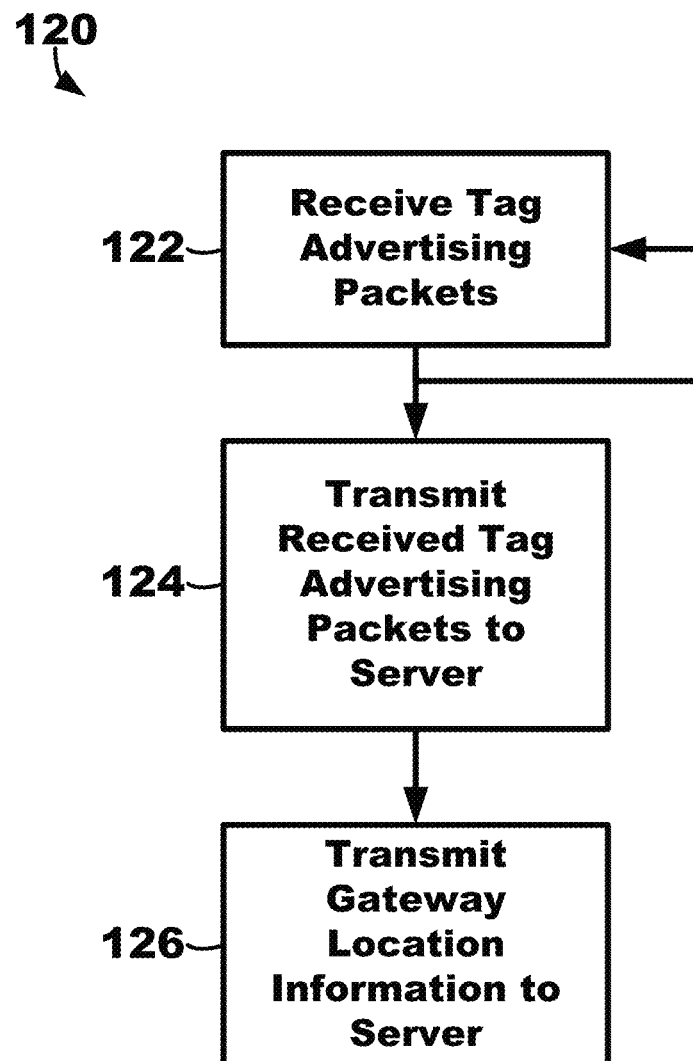 120
122
Receive Tag
Advertising
Packets
124
Transmit
Received Tag
Advertising
Packets to
Server
126
Transmit
Gateway
Location
Information to
Server